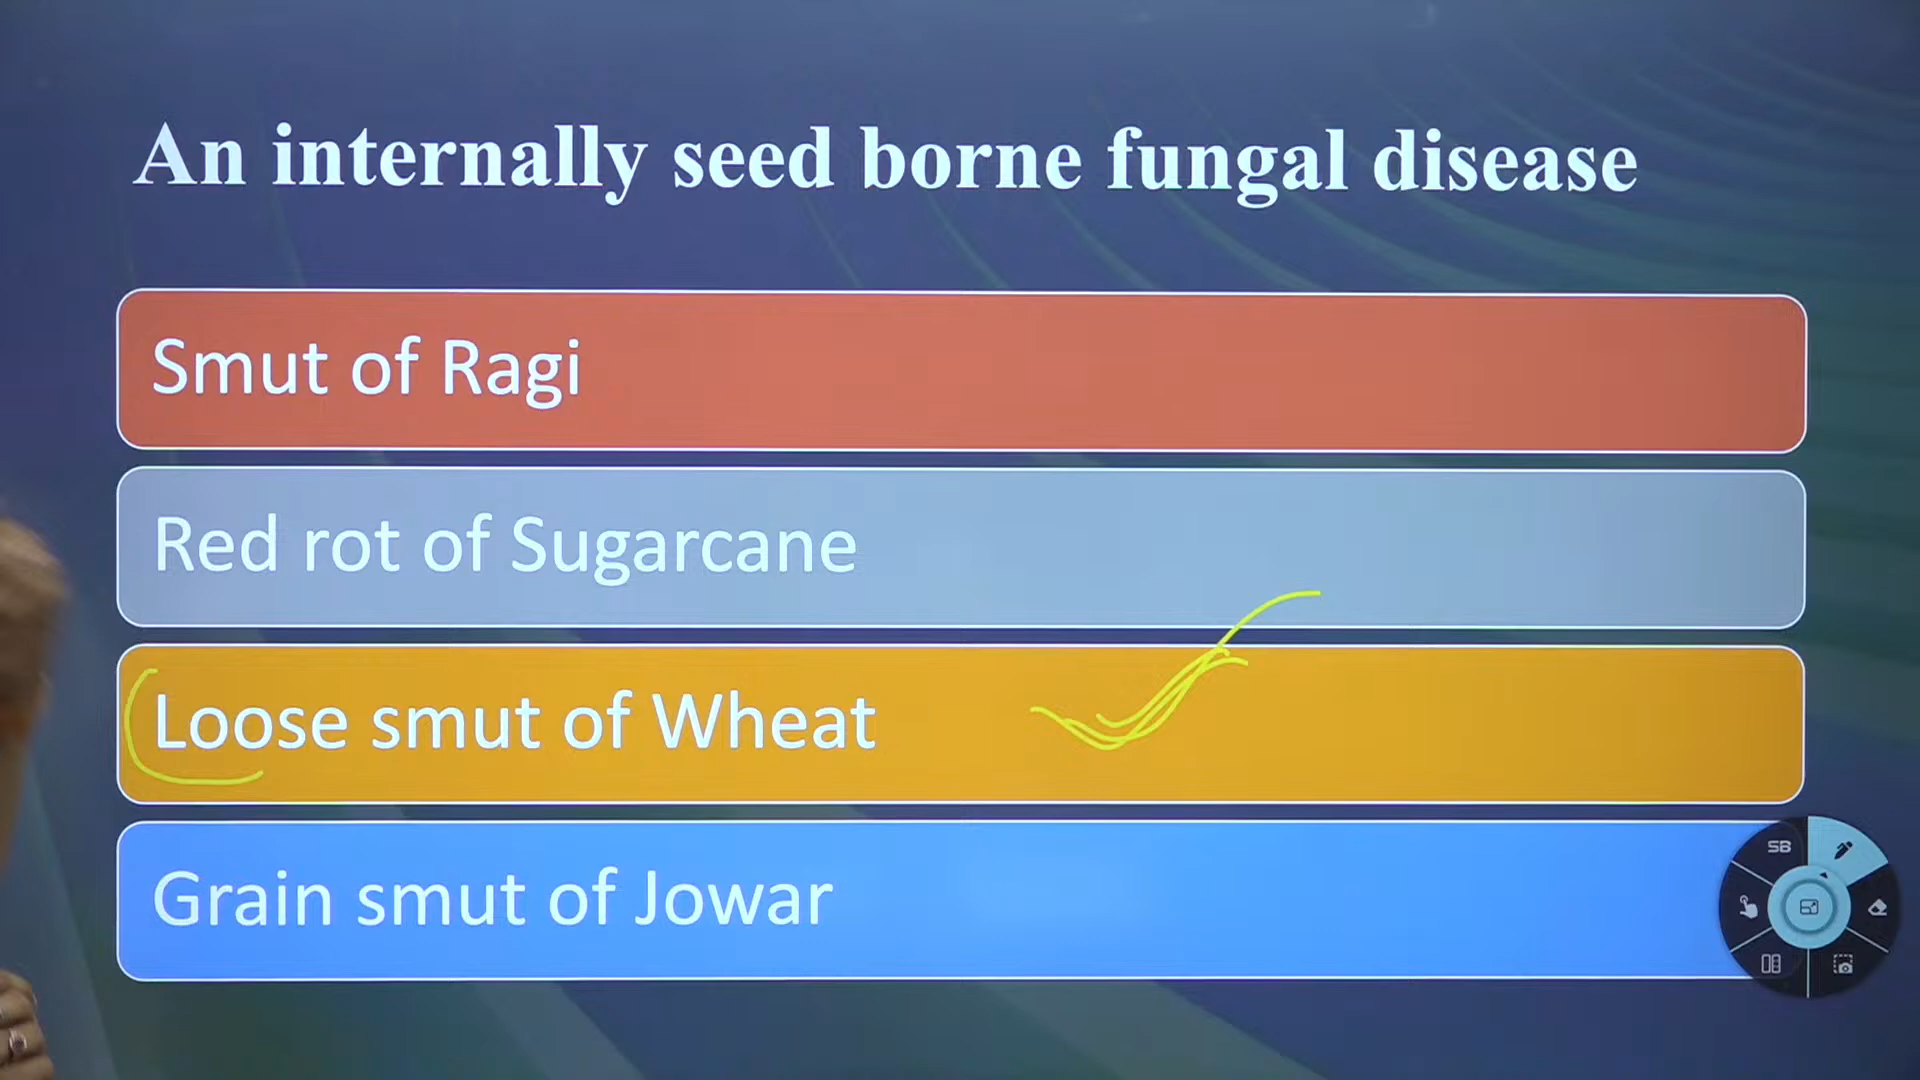 An internally seed borne fungal disease
Smut of Ragi
Red rot of Sugarcane
Loose smut of Wheat
Grain smut of Jowar
SB